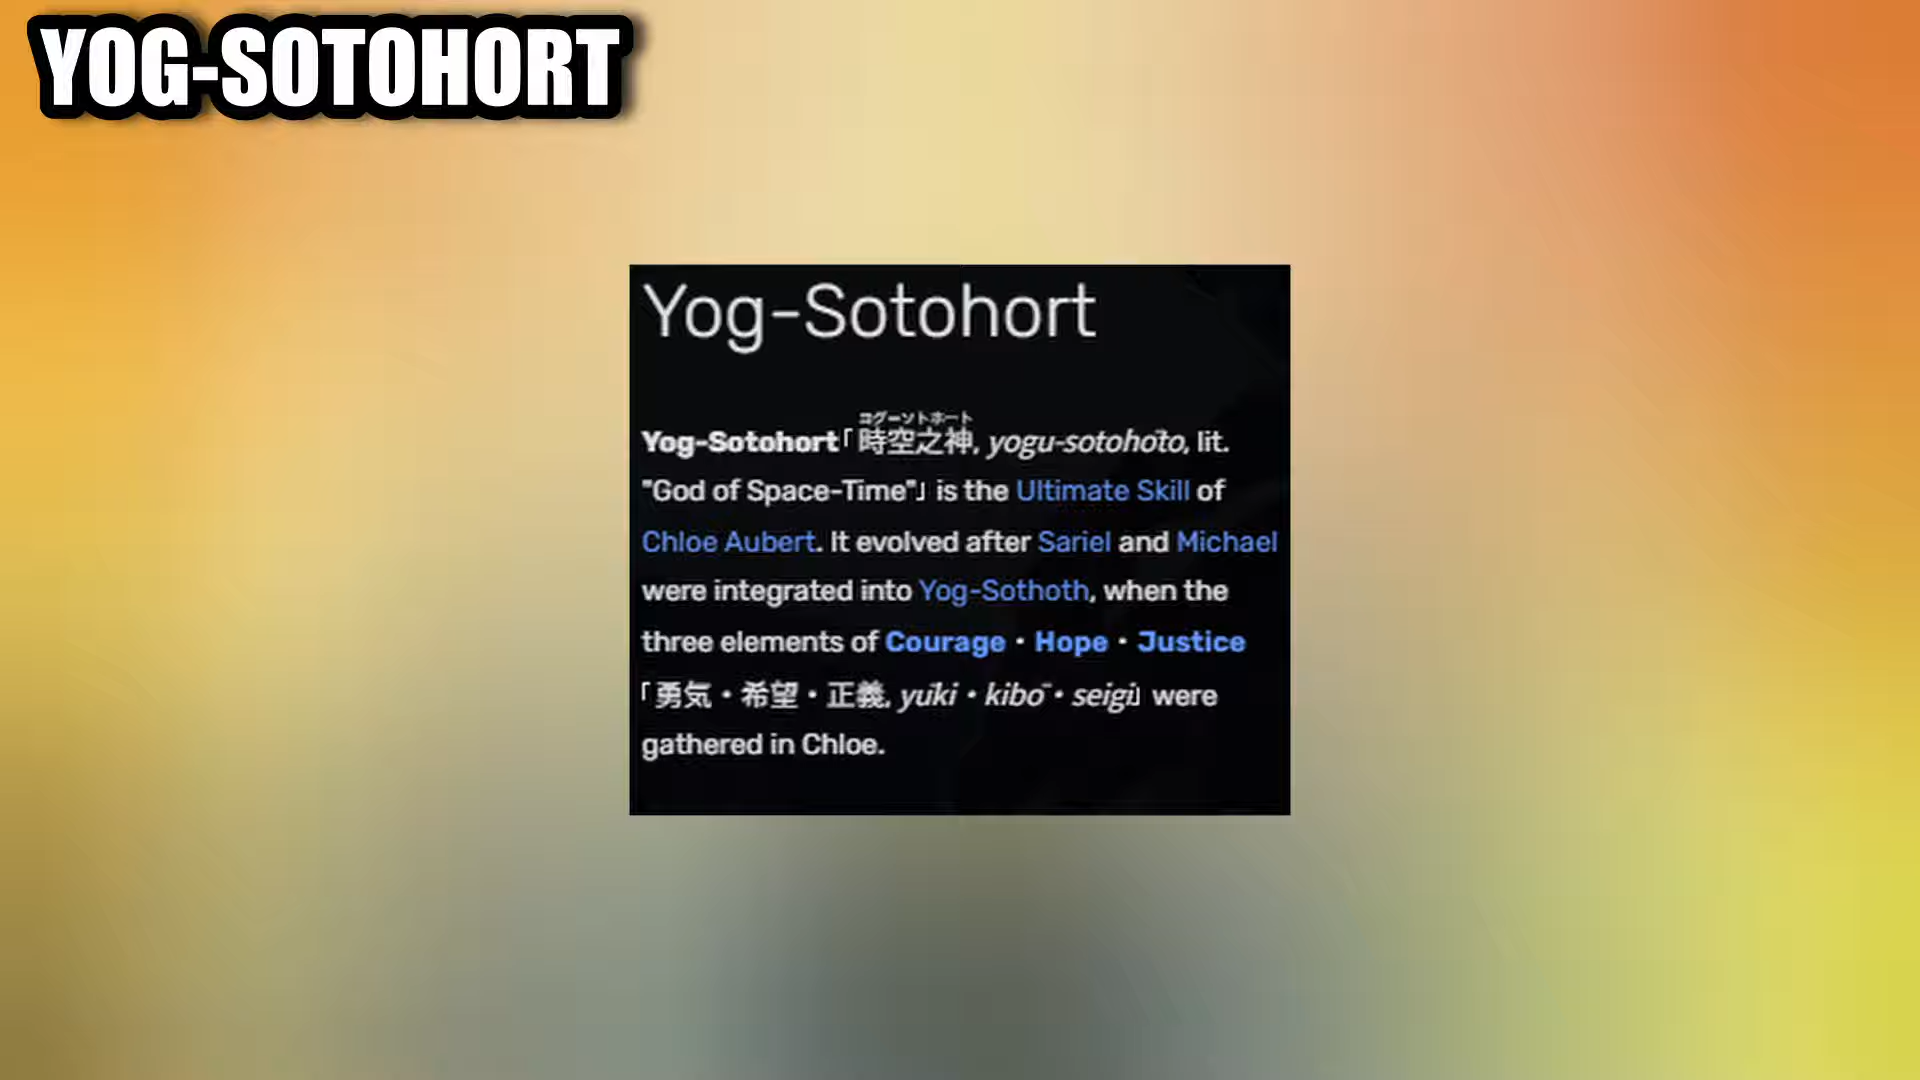 YOG-SOTOHORT
Yog-Sotohort
ヨグーソトホート
Yog-Sotohort「時空之神, yogu-sotohōto, lit.
"God of Space-Time"」 is the Ultimate Skill of
Chloe Aubert. It evolved after Sariel and Michael
were integrated into Yog-Sothoth, when the
three elements of Courage・Hope・Justice
「勇気・希望・正義, yūki・kibō・seigi」 were
gathered in Chloe.